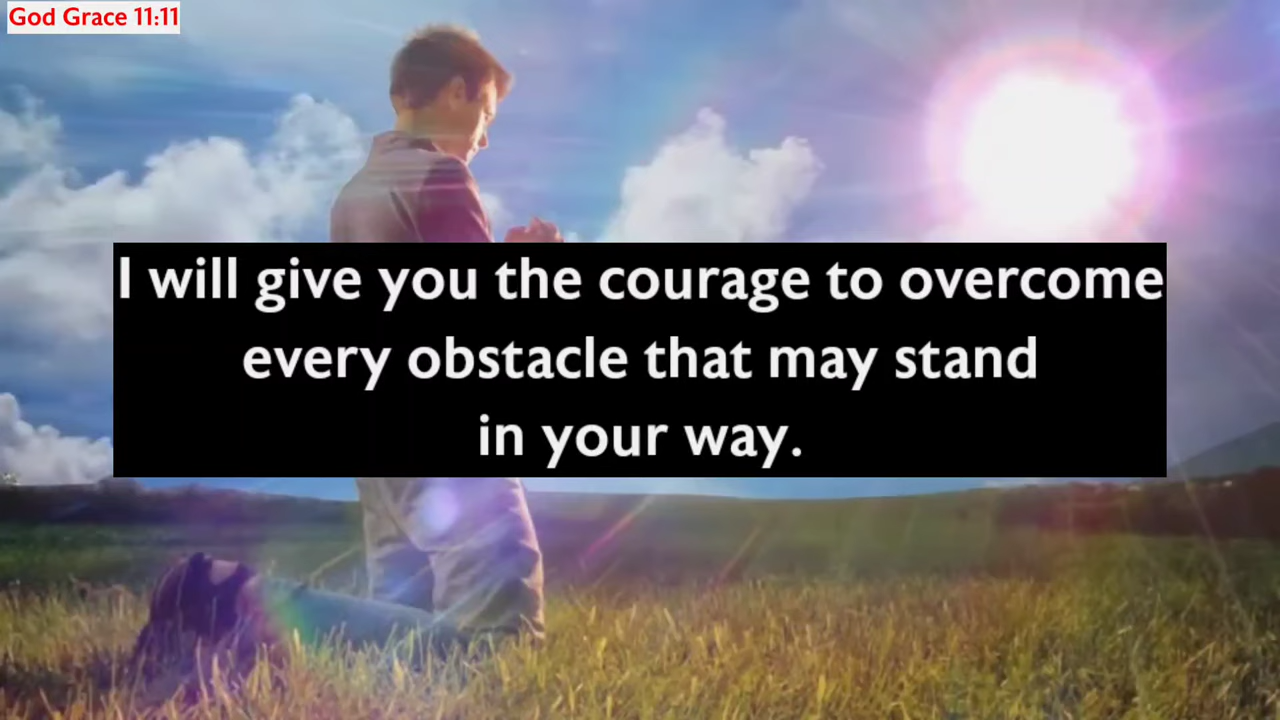 God Grace 11:11
I will give you the courage to overcome
every obstacle that may stand
in your way.